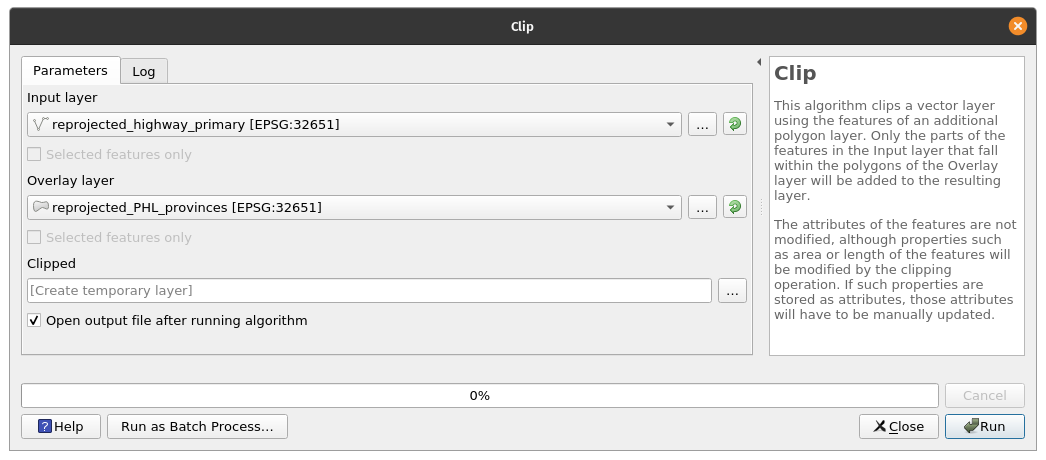 Clip
Parameters
Log
Input layer
reprojected_highway_primary [EPSG:32651]
...
Selected features only
Overlay layer
reprojected_PHL_provinces [EPSG:32651]
...
Selected features only
Clipped
[Create temporary layer]
...
Open output file after running algorithm
Clip
This algorithm clips a vector layer
using the features of an additional
polygon layer. Only the parts of the
features in the Input layer that fall
within the polygons of the Overlay
layer will be added to the resulting
layer.
The attributes of the features are not
modified, although properties such
as area or length of the features will
be modified by the clipping
operation. If such properties are
stored as attributes, those attributes
will have to be manually updated.
0%
Cancel
? Help
Run as Batch Process...
Close
Run